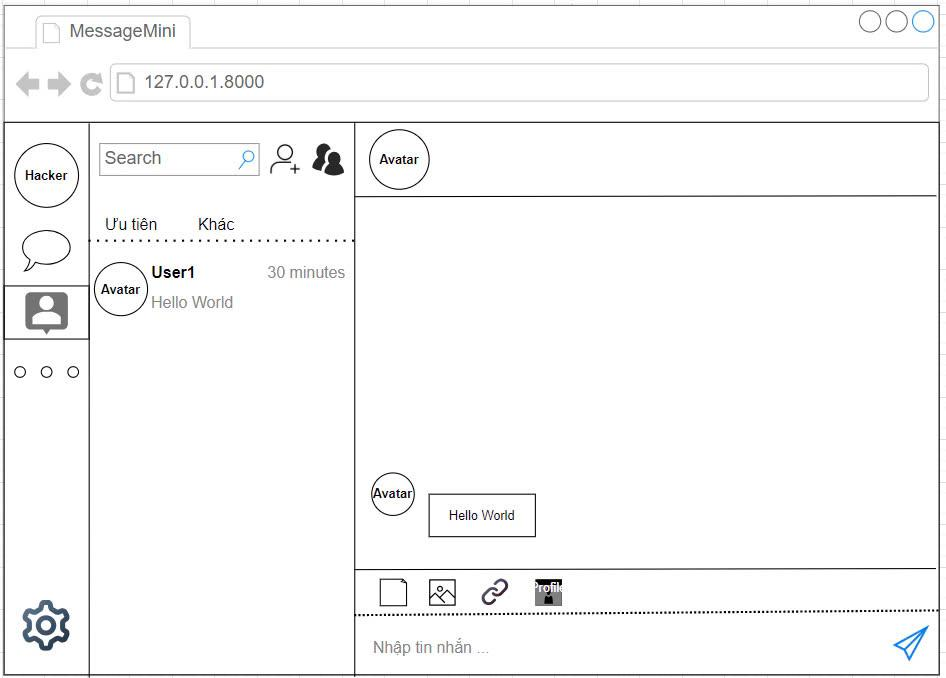 MessageMini
127.0.0.1.8000
Hacker
Search
Avatar
Ưu tiên Khác
Avatar
User1 30 minutes
Hello World
Avatar
Hello World
Profile
Nhập tin nhắn ...